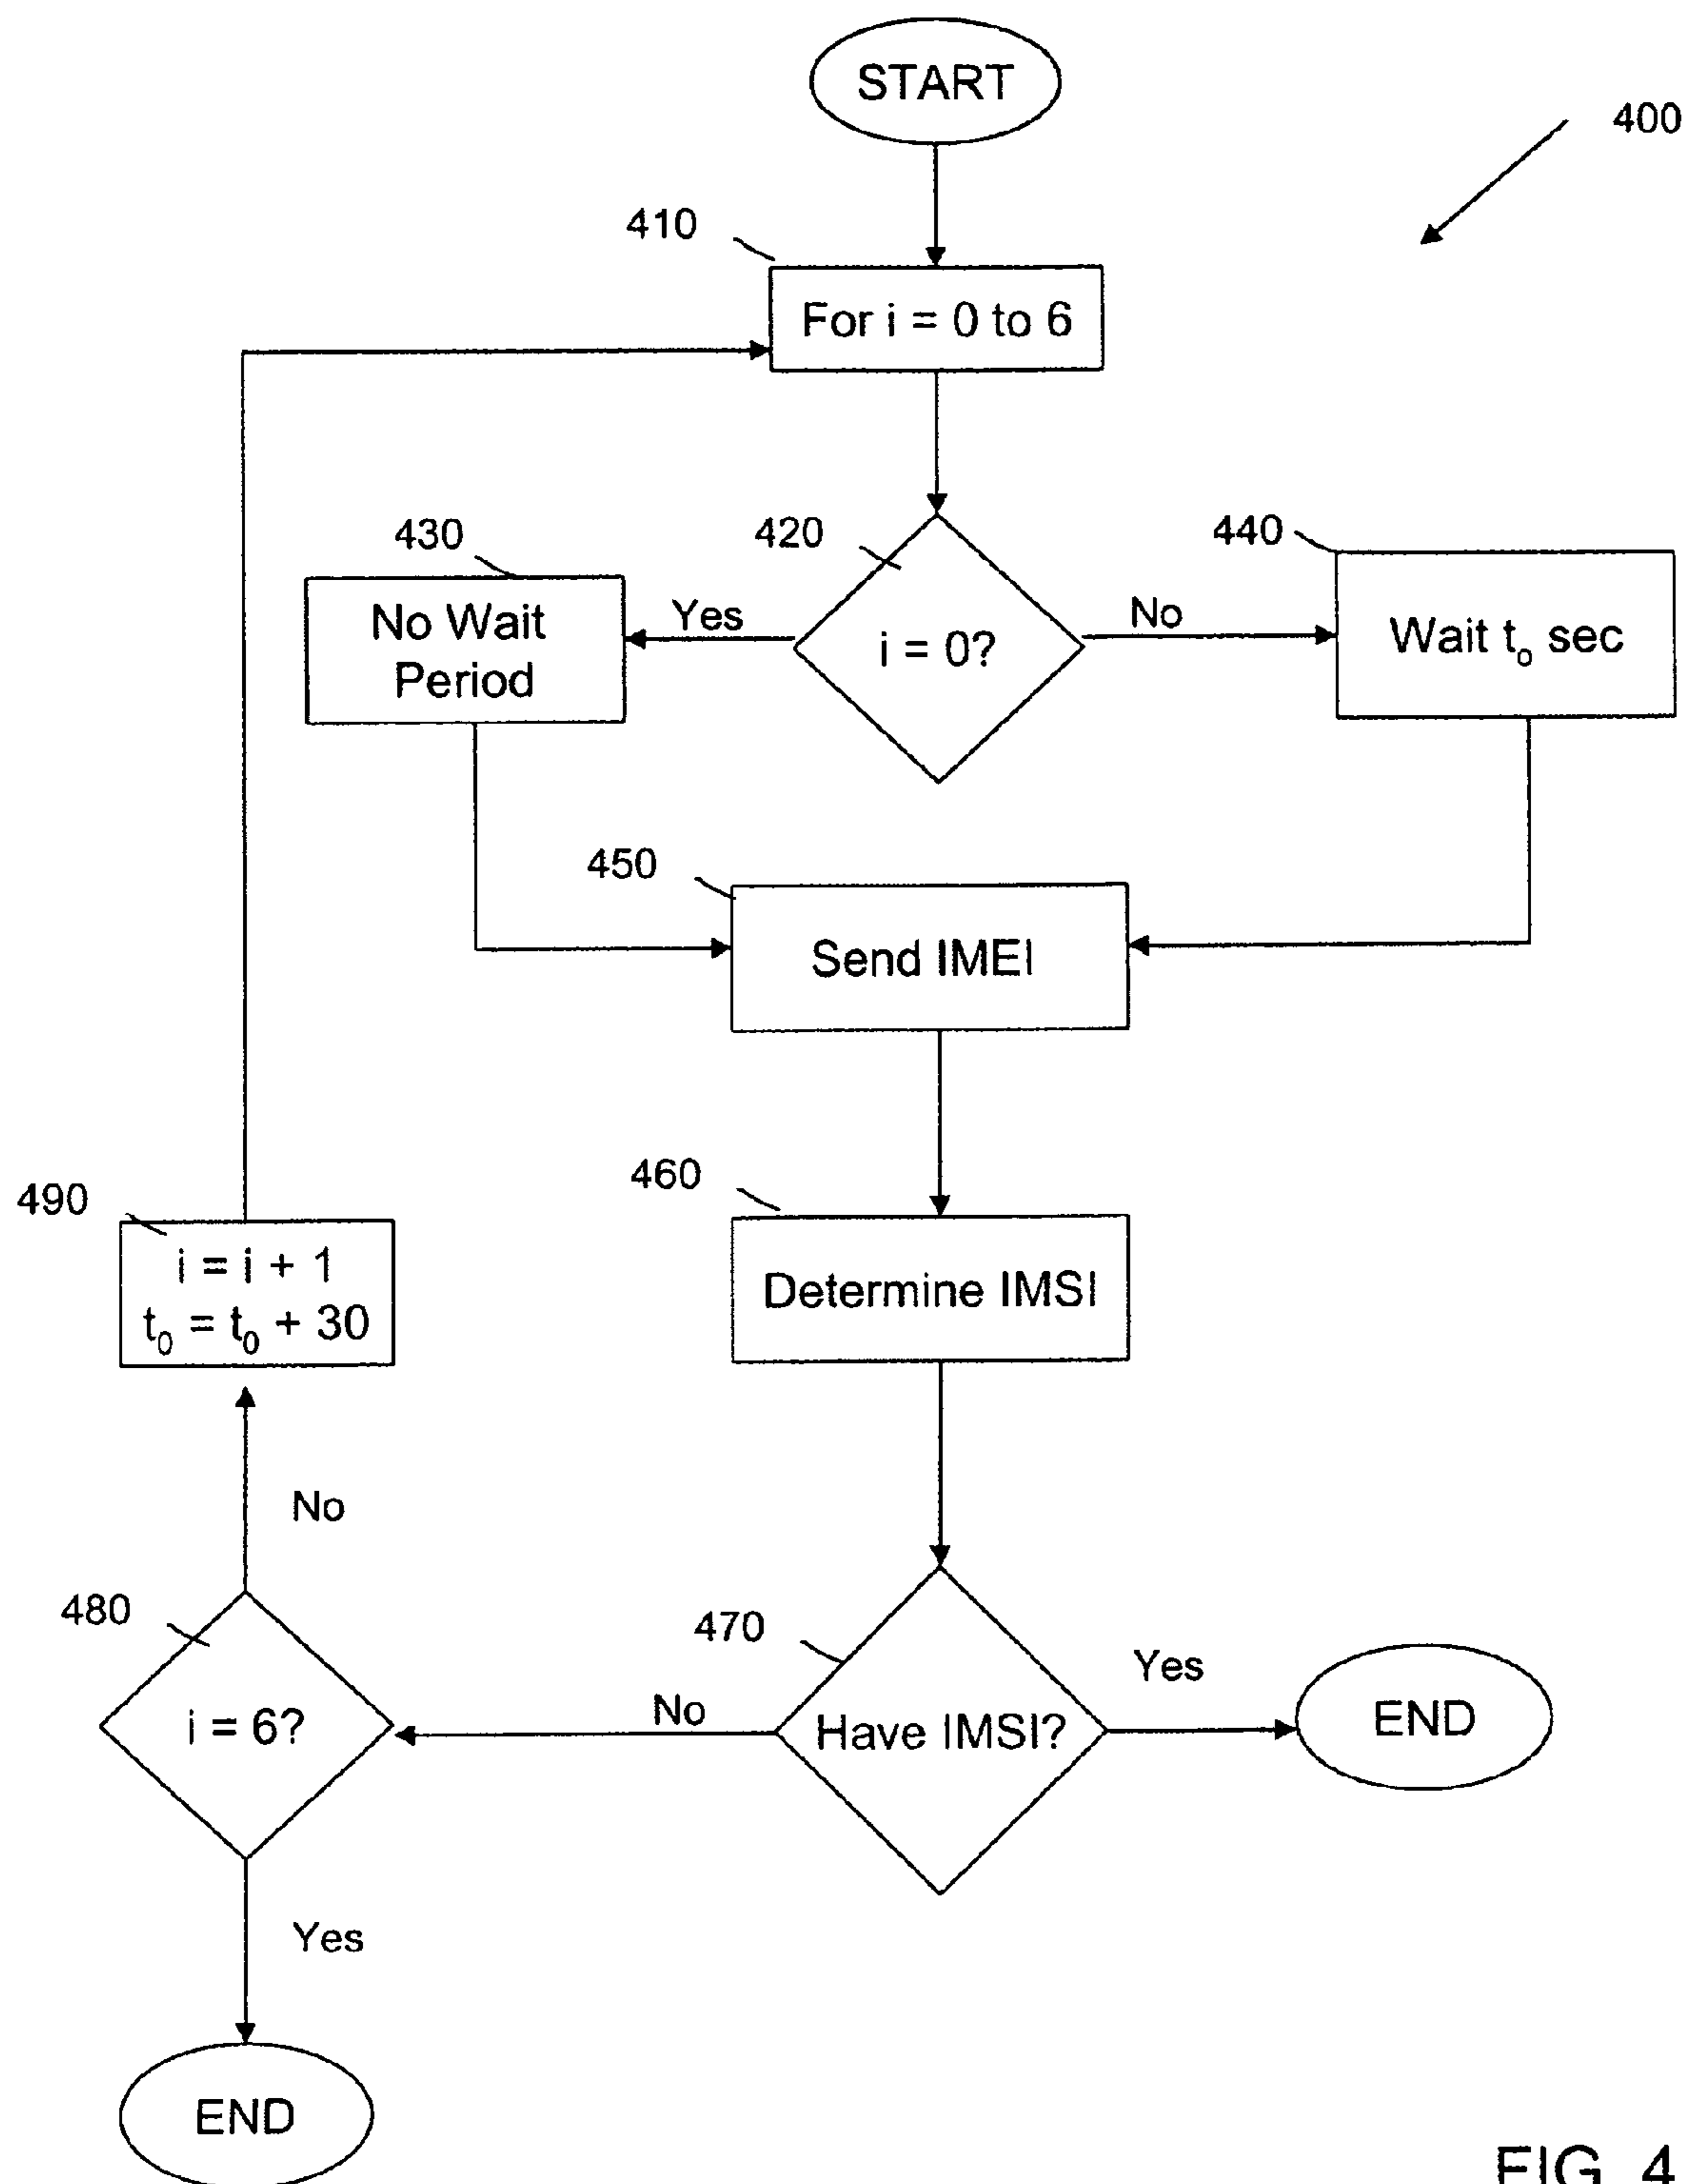 START
400
410
For i = 0 to 6
430
420
440
No Wait
Period
Yes
i = 0?
No
Wait t₀ sec
450
Send IMEI
460
490
i = i + 1
t₀ = t₀ + 30
Determine IMSI
No
480
470
i = 6?
No
Have IMSI?
Yes
END
Yes
END
FIG. 4